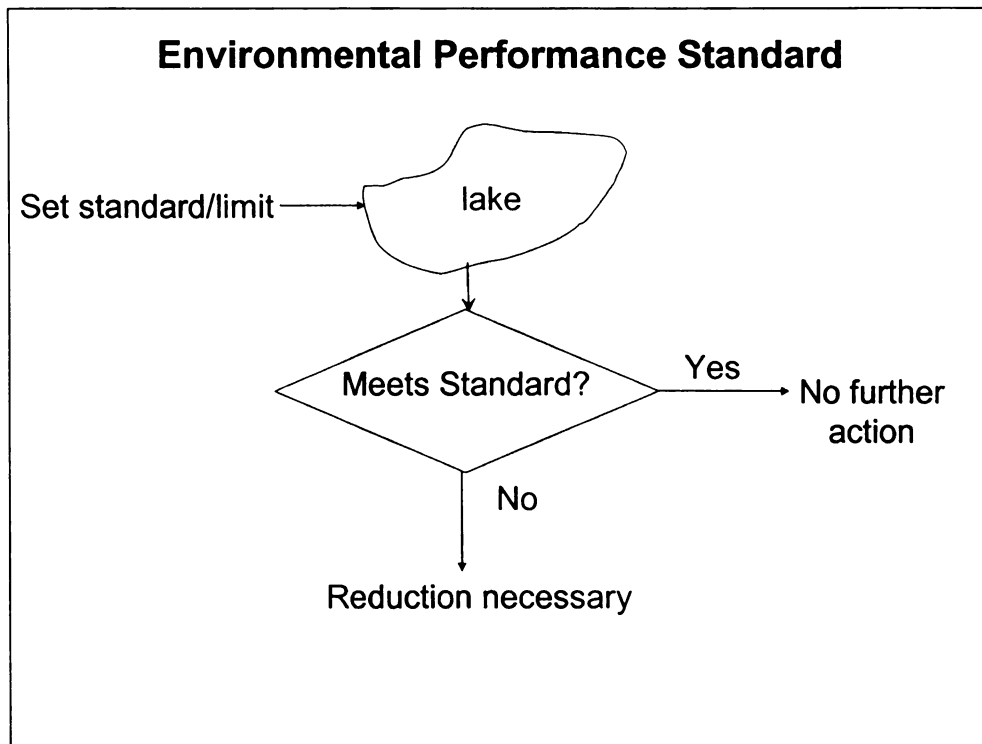 Environmental Performance Standard
lake
Set standard/limit
Meets Standard?
Yes
No further
action
No
Reduction necessary